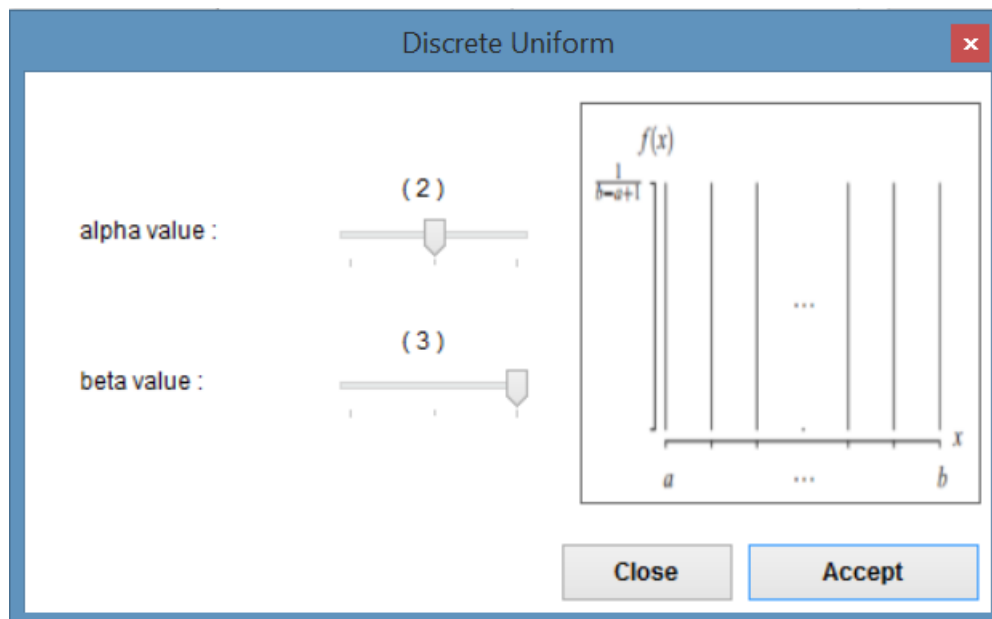 Discrete Uniform
x
alpha value :
( 2 )
beta value :
( 3 )
f(x)
1
b-a+1
...
x
a ... b
Close Accept